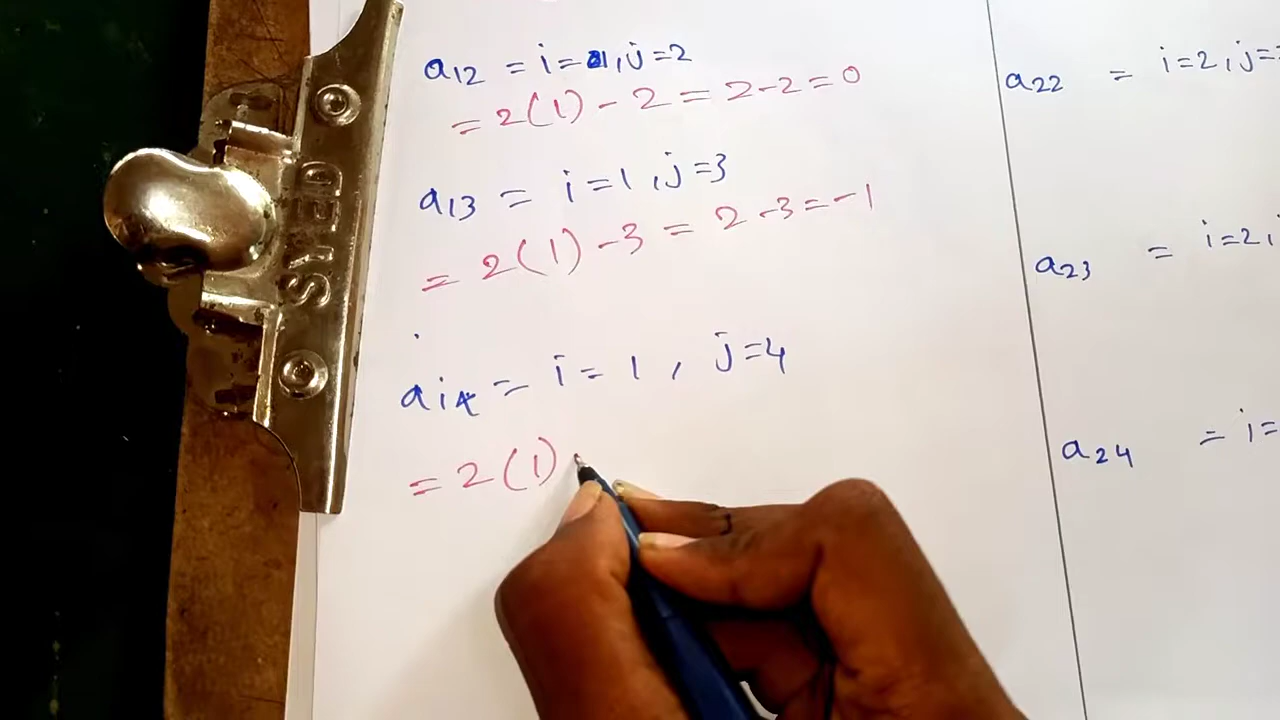 a12 = i=1, j=2
= 2(1) - 2 = 2-2=0
a13 = i=1, j=3
= 2(1) -3 = 2-3=-1
ai4 = i=1, j=4
= 2(1)
a22 = i=2, j=
a23 = i=2,
a24 = i=
SYED